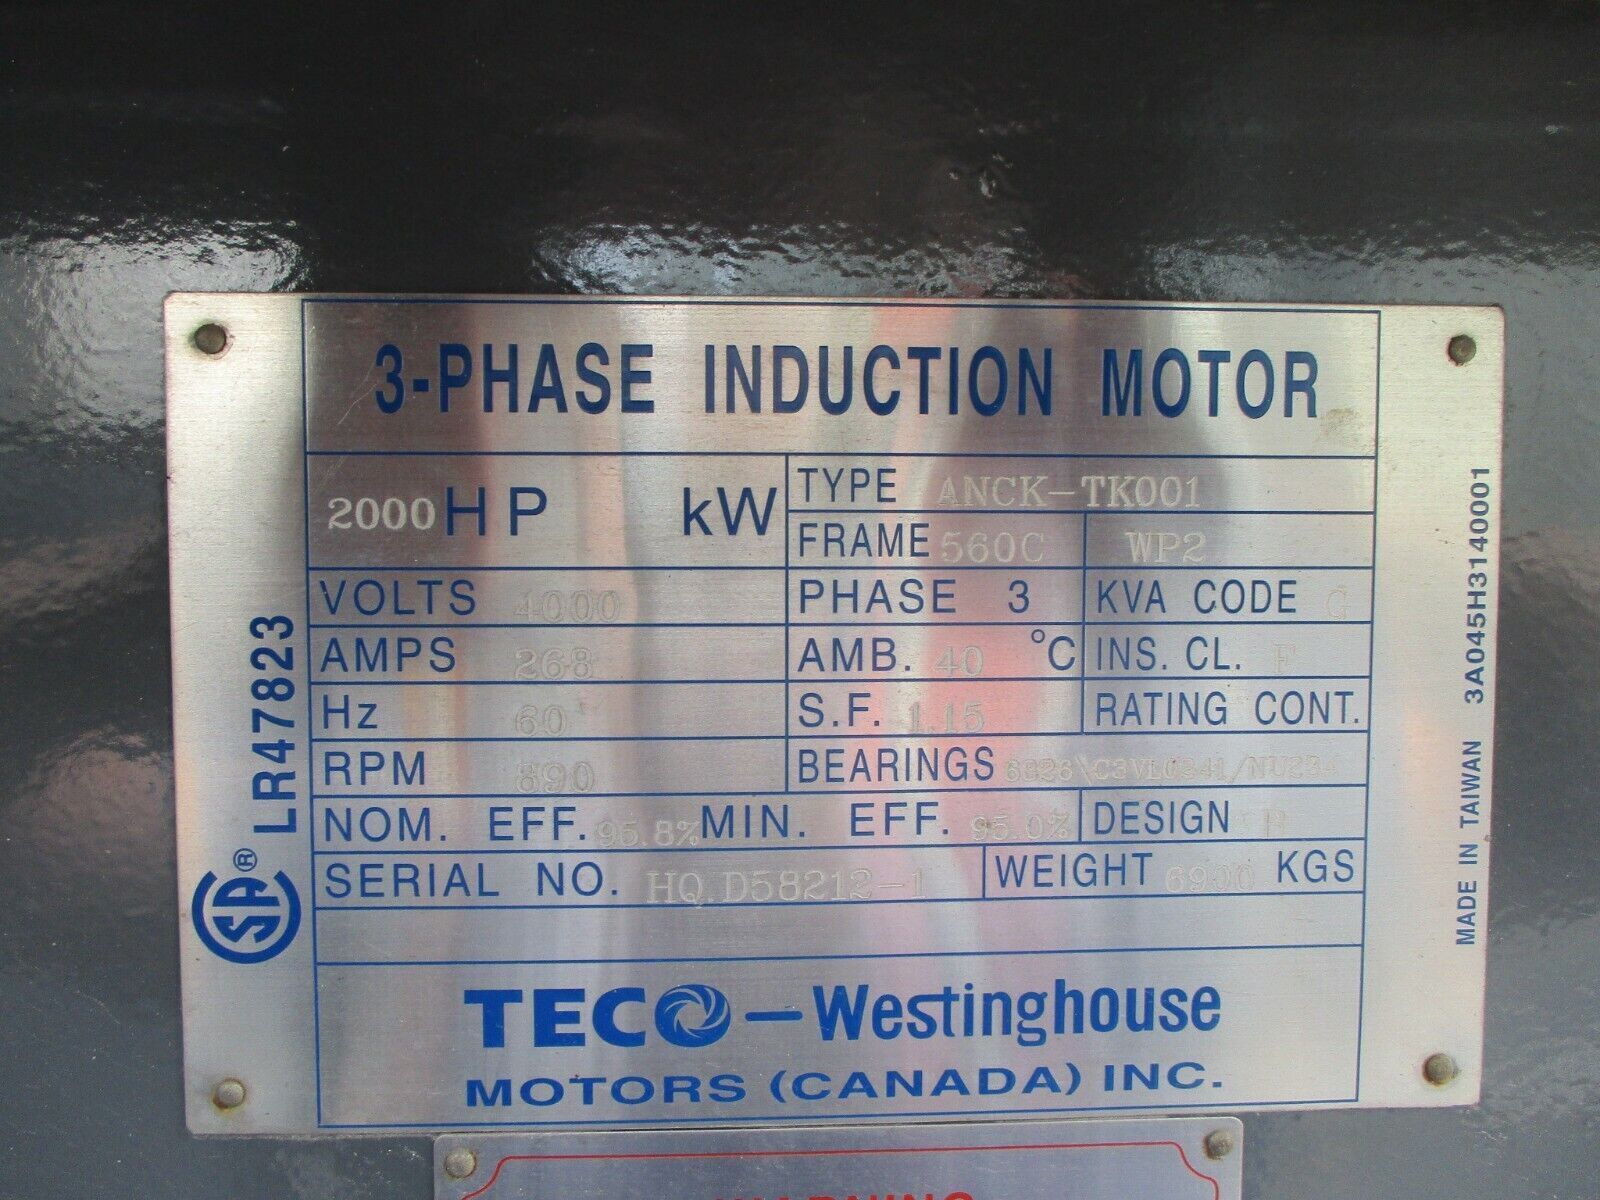 3-PHASE INDUCTION MOTOR
2000 HP kW
TYPE ANCK-TK001
FRAME 560C WP2
VOLTS 4000 PHASE 3 KVA CODE G
AMPS 268 AMB. 40 °C INS. CL. F
Hz 60 S.F. 1.15 RATING CONT.
RPM 890 BEARINGS
NOM. EFF. 95.8% MIN. EFF. 95.0% DESIGN B
SERIAL NO. HQ.D58212-1 WEIGHT 6900 KGS
TECO-Westinghouse
MOTORS (CANADA) INC.
SA® LR47823
MADE IN TAIWAN 3A045H3140001
WARNING